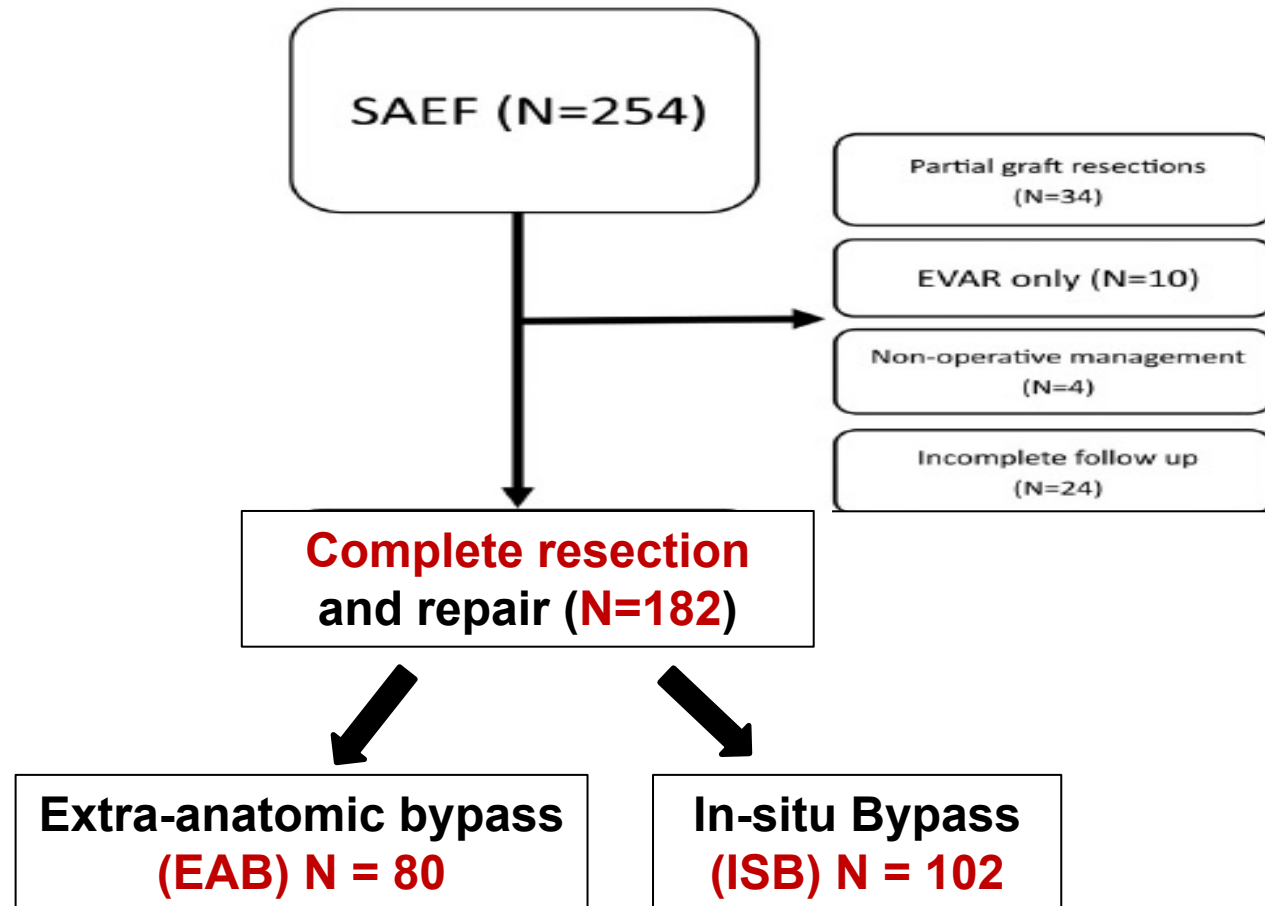 SAEF (N=254)
Partial graft resections
(N=34)
EVAR only (N=10)
Non-operative management
(N=4)
Incomplete follow up
(N=24)
Complete resection
and repair (N=182)
Extra-anatomic bypass
(EAB) N = 80
In-situ Bypass
(ISB) N = 102